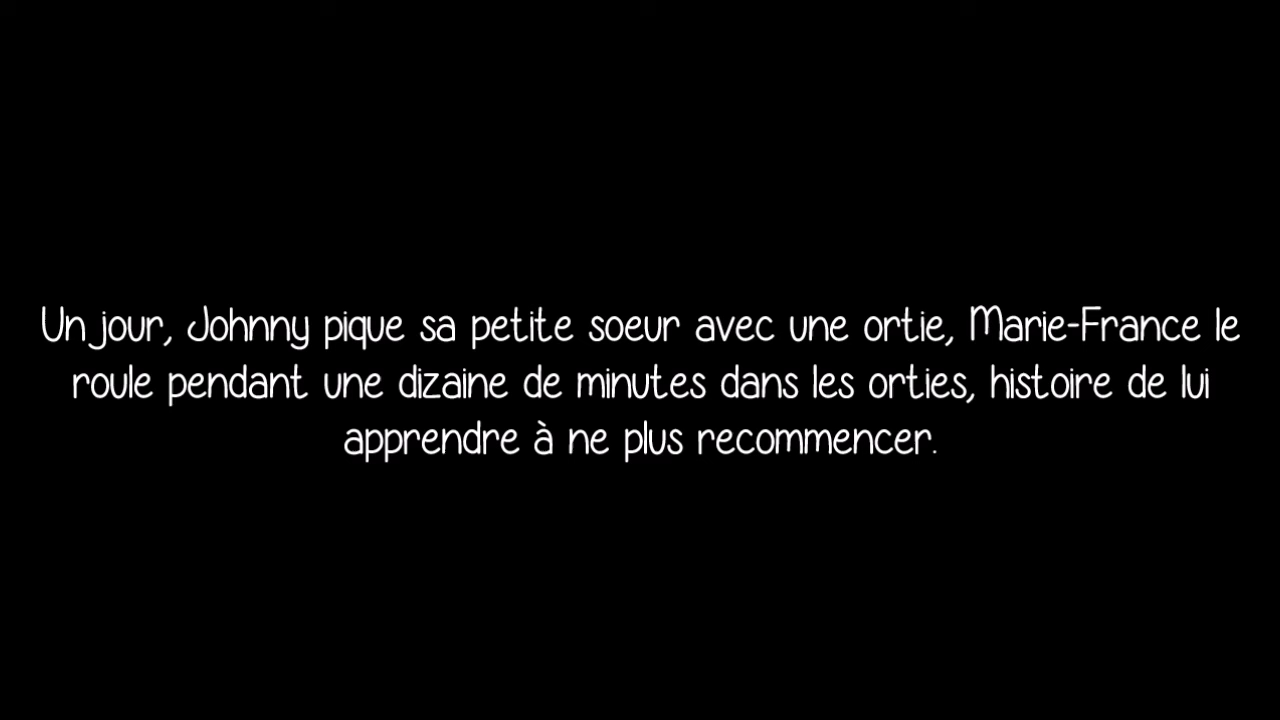 Un jour, Johnny pique sa petite soeur avec une ortie, Marie-France le
roule pendant une dizaine de minutes dans les orties, histoire de lui
apprendre à ne plus recommencer.